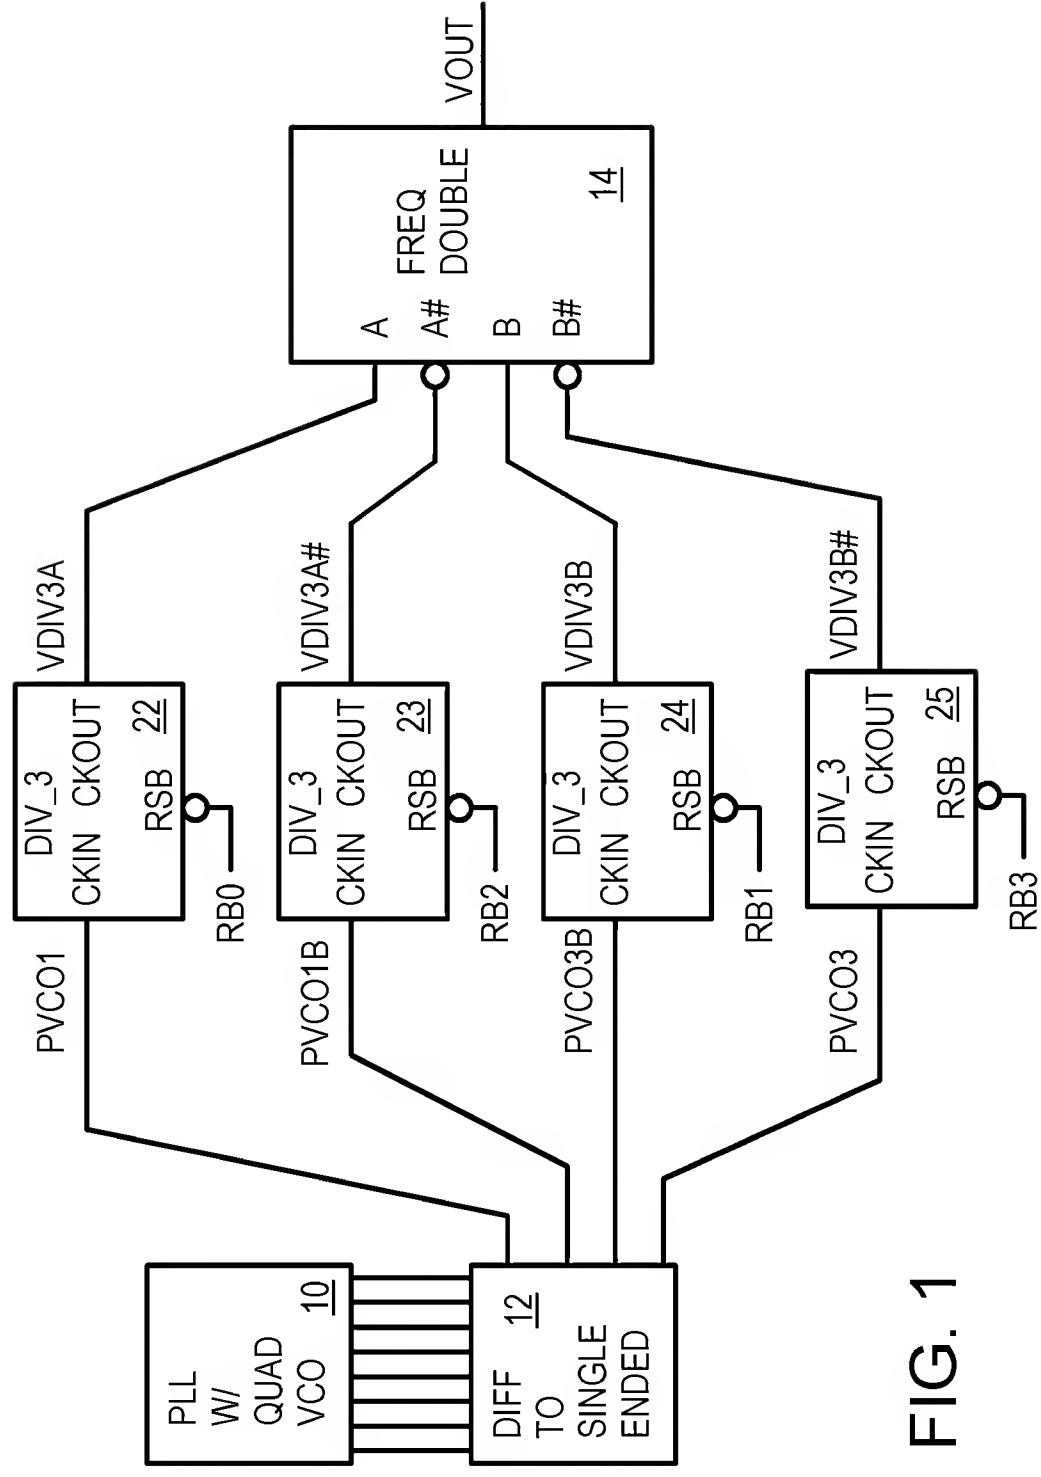 PLL
W/
QUAD
VCO
10
DIFF
TO
SINGLE
ENDED
12
PVCO1
DIV_3
CKIN CKOUT
RSB
22
RB0
VDIV3A
PVCO1B
DIV_3
CKIN CKOUT
RSB
23
RB2
VDIV3A#
PVCO3B
DIV_3
CKIN CKOUT
RSB
24
RB1
VDIV3B
PVCO3
DIV_3
CKIN CKOUT
RSB
25
RB3
VDIV3B#
A
A#
B
B#
FREQ
DOUBLE
14
VOUT
FIG. 1